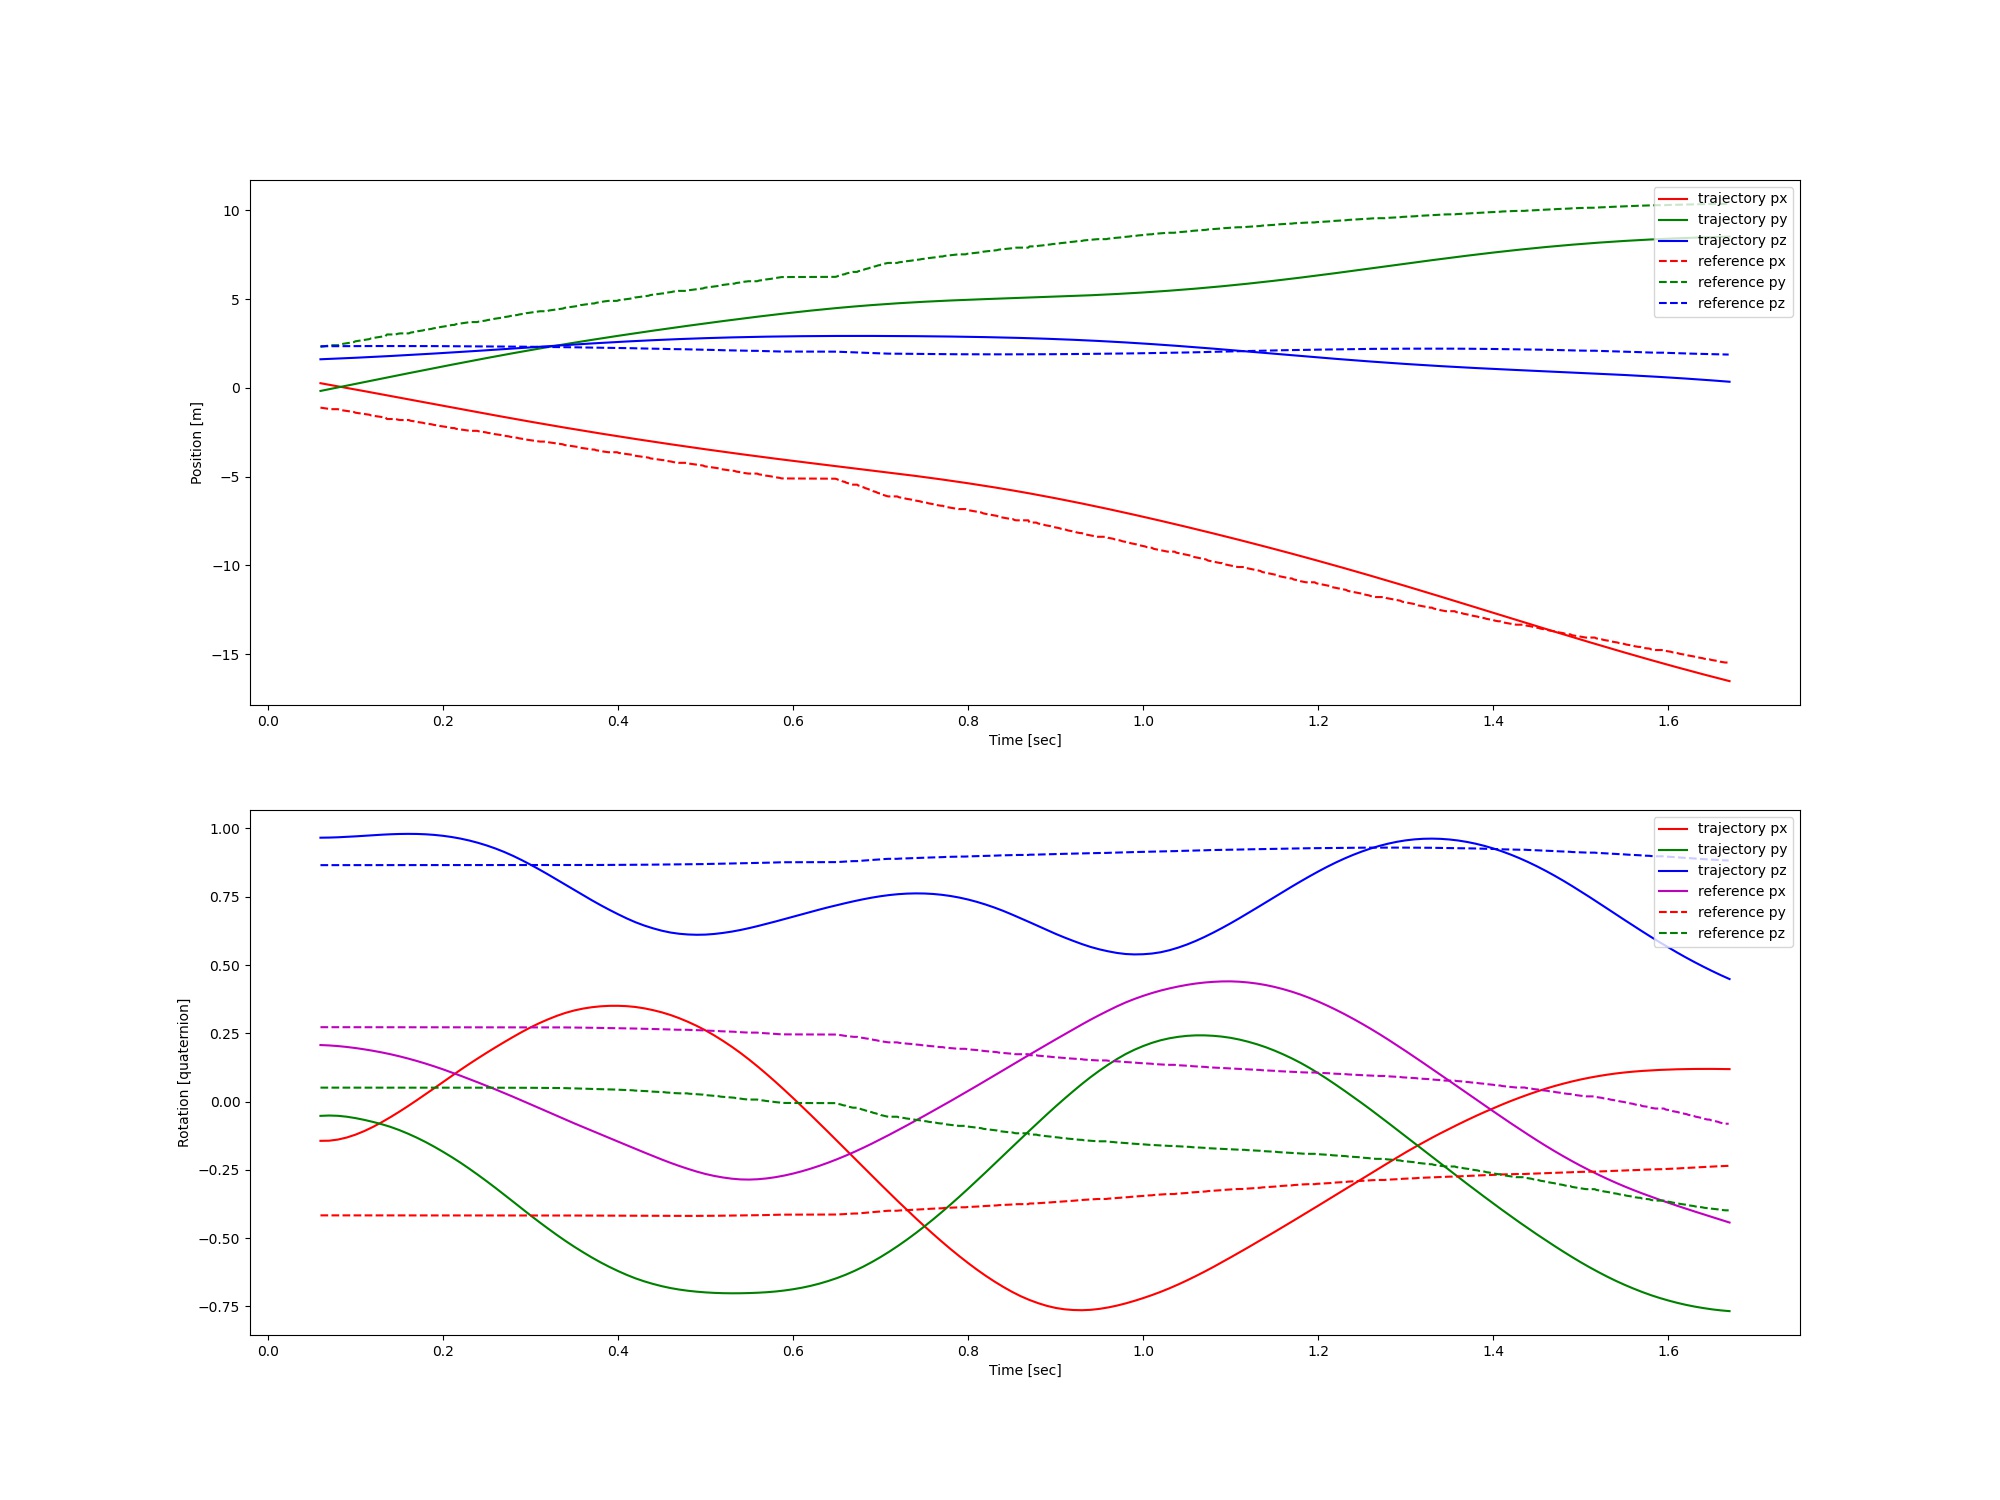 10
5
0
−5
−10
−15
Position [m]
0.0 0.2 0.4 0.6 0.8 1.0 1.2 1.4 1.6
Time [sec]
trajectory px
trajectory py
trajectory pz
reference px
reference py
reference pz
1.00
0.75
0.50
0.25
0.00
−0.25
−0.50
−0.75
Rotation [quaternion]
0.0 0.2 0.4 0.6 0.8 1.0 1.2 1.4 1.6
Time [sec]
trajectory px
trajectory py
trajectory pz
reference px
reference py
reference pz